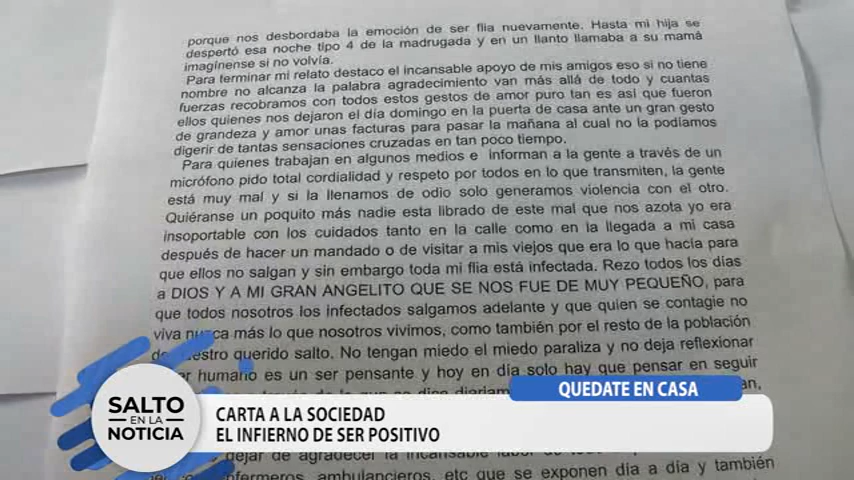 porque nos desbordaba la emoción de ser flia nuevamente. Hasta mi hija se
despertó esa noche tipo 4 de la madrugada y en un llanto llamaba a su mamá
imagínense si no volvía.
Para terminar mi relato destaco el incansable apoyo de mis amigos eso si no tiene
nombre no alcanza la palabra agradecimiento van más allá de todo y cuantas
fuerzas recobramos con todos estos gestos de amor puro tan es así que fueron
ellos quienes nos dejaron el día domingo en la puerta de casa ante un gran gesto
de grandeza y amor unas facturas para pasar la mañana al cual no la podíamos
digerir de tantas sensaciones cruzadas en tan poco tiempo.
Para quienes trabajan en algunos medios e informan a la gente a través de un
micrófono pido total cordialidad y respeto por todos en lo que transmiten, la gente
está muy mal y si la llenamos de odio solo generamos violencia con el otro.
Quiéranse un poquito más nadie esta librado de este mal que nos azota yo era
insoportable con los cuidados tanto en la calle como en la llegada a mi casa
después de hacer un mandado o de visitar a mis viejos que era lo que hacía para
que ellos no salgan y sin embargo toda mi flia está infectada. Rezo todos los días
a DIOS Y A MI GRAN ANGELITO QUE SE NOS FUE DE MUY PEQUEÑO, para
que todos nosotros los infectados salgamos adelante y que quien se contagie no
viva nunca más lo que nosotros vivimos, como también por el resto de la población
de nuestro querido salto. No tengan miedo el miedo paraliza y no deja reflexionar
humano es un ser pensante y hoy en día solo hay que pensar en seguir
QUEDATE EN CASA
SALTO
EN LA
NOTICIA
CARTA A LA SOCIEDAD
EL INFIERNO DE SER POSITIVO
dejar de agradecer la incansable
enfermeros, ambulancieros, etc que se exponen día a día y también